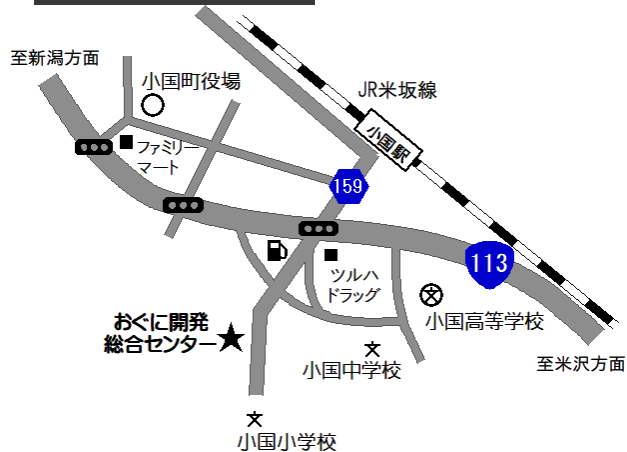 至新潟方面
小国町役場
JR米坂線
小国駅
ファミリー
マート
159
113
ツルハ
ドラッグ
おぐに開発
総合センター
小国高等学校
小国中学校
至米沢方面
小国小学校